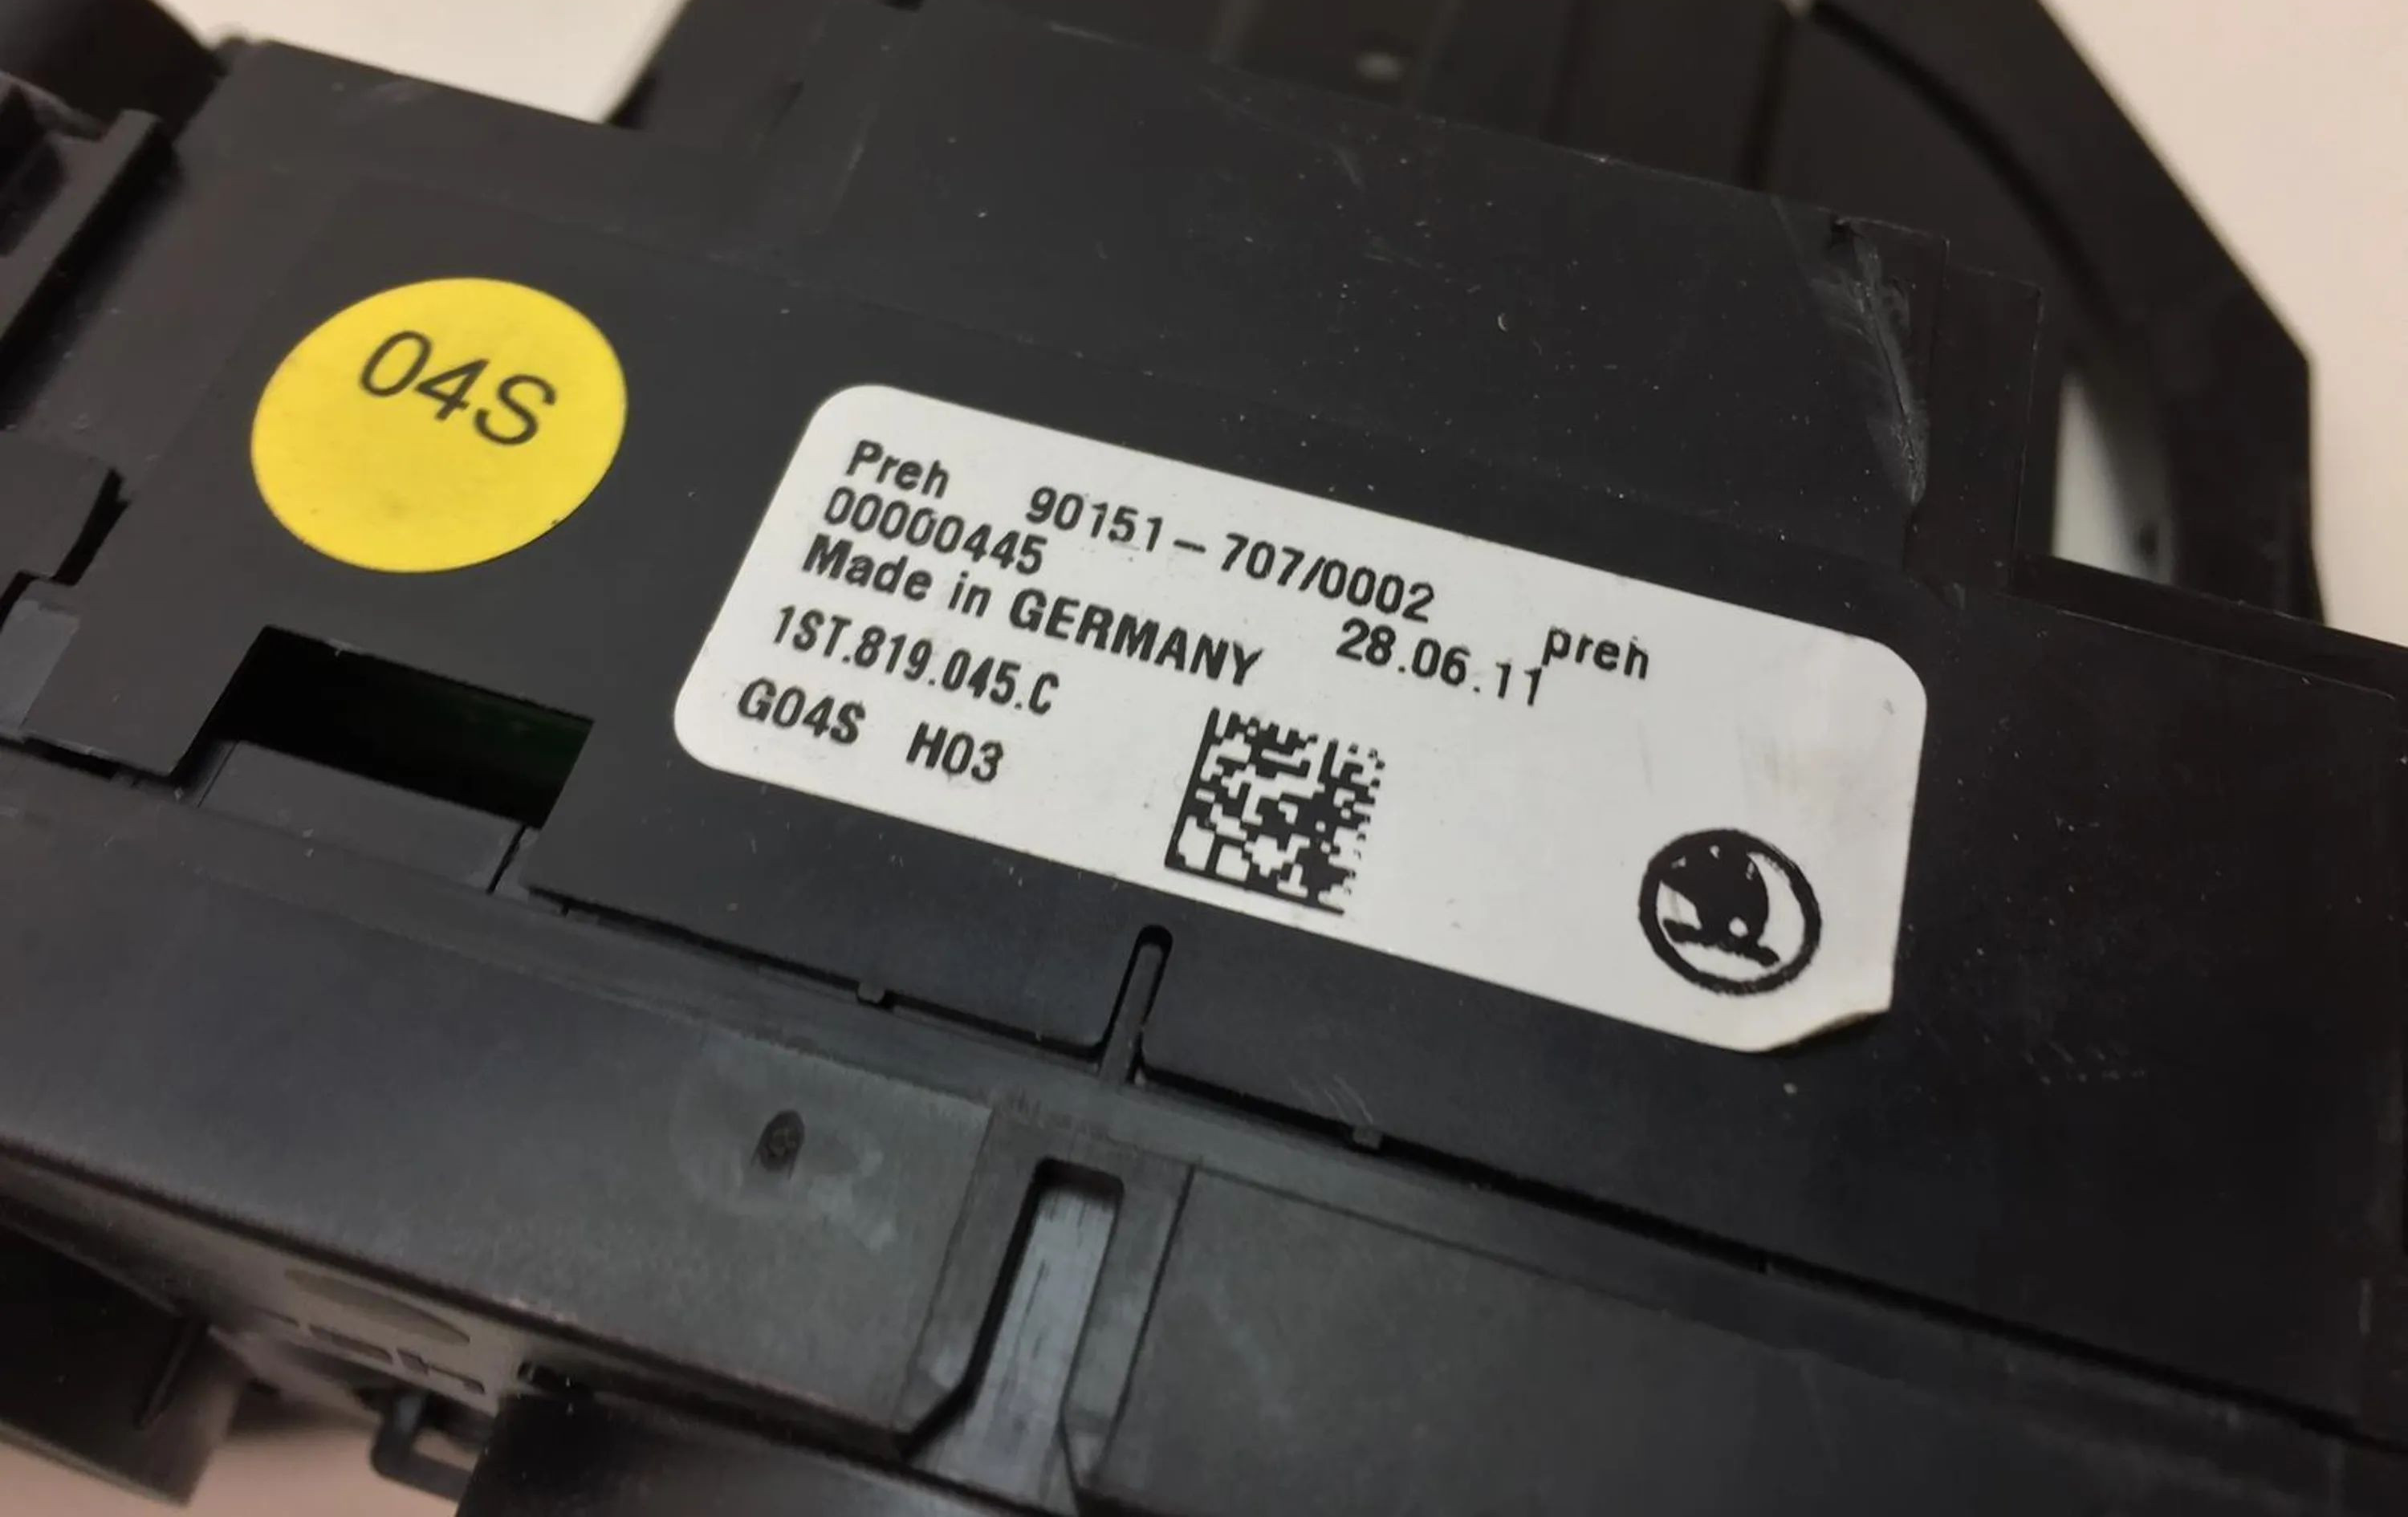 04S
Preh 90151-707/0002 preh
00000445 28.06.11
Made in GERMANY
1ST.819.045.C
G04S H03